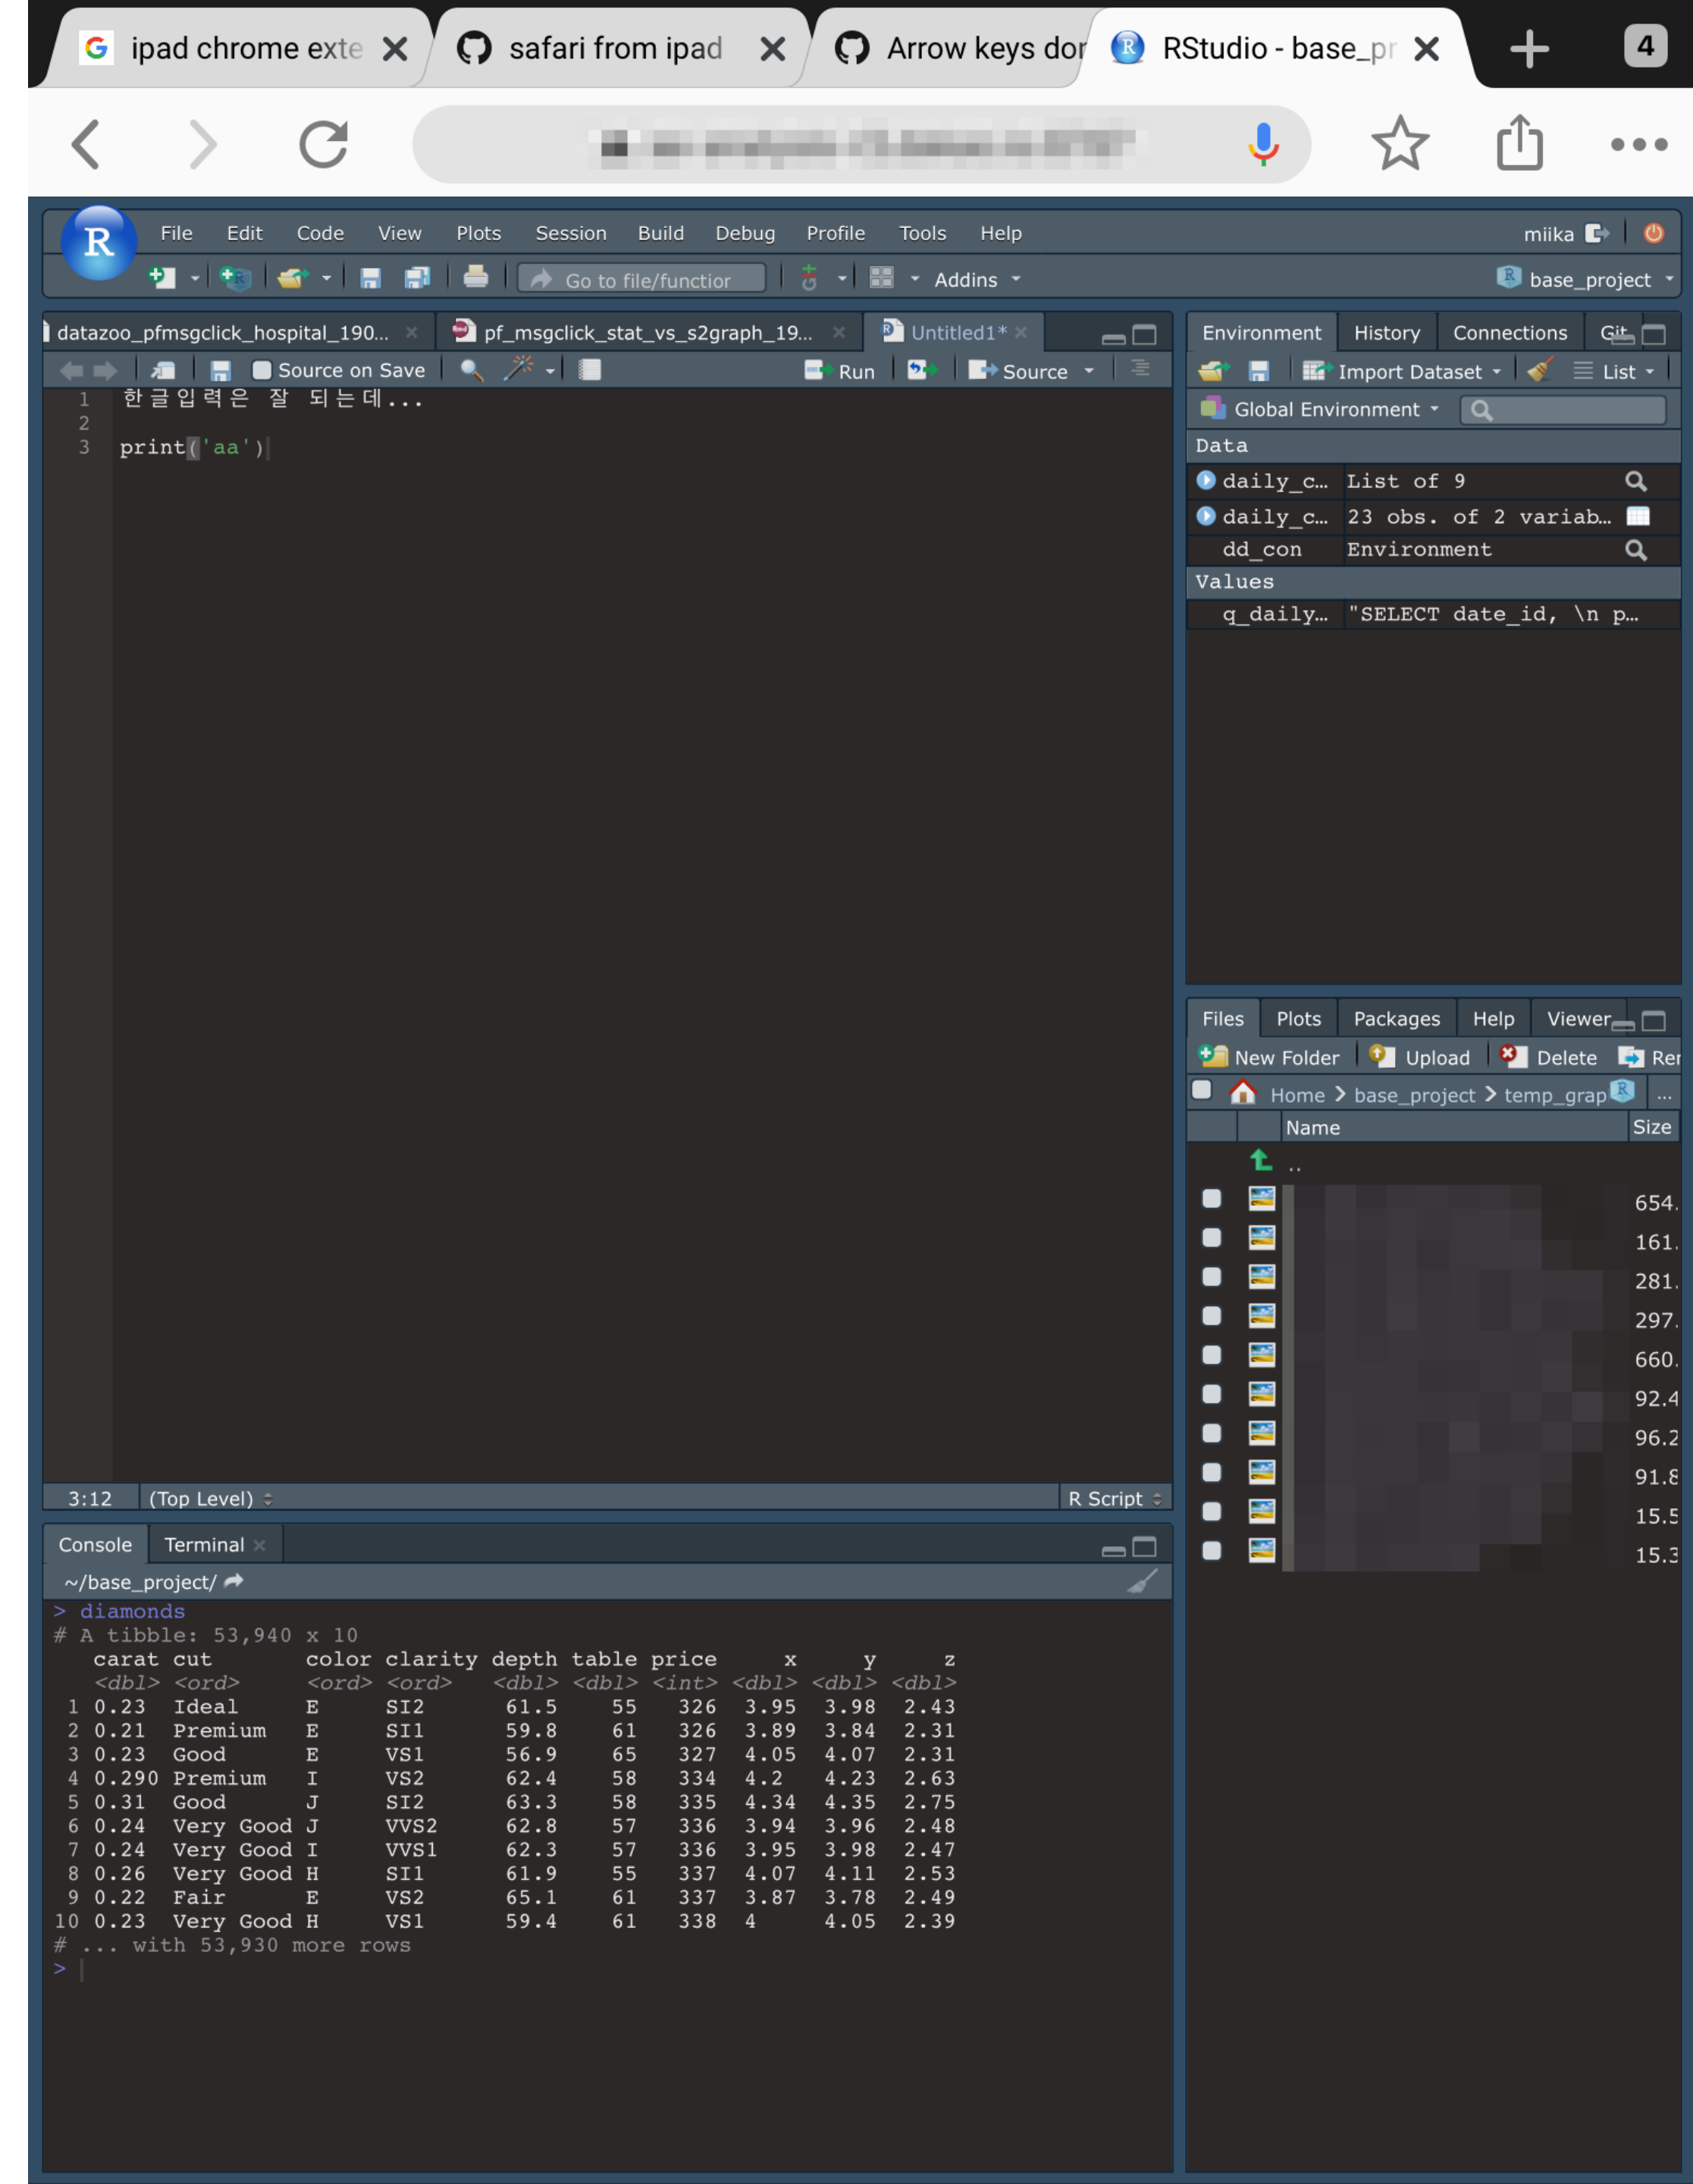 ipad chrome exte
safari from ipad
Arrow keys dor
RStudio - base_pr
4
File Edit Code View Plots Session Build Debug Profile Tools Help
miika
Go to file/function
Addins
base_project
datazoo_pfmsgclick_hospital_190...
pf_msgclick_stat_vs_s2graph_19...
Untitled1*
Source on Save
Run
Source
1 한글입력은 잘 되는데...
2
3 print('aa')
3:12 (Top Level)
R Script
Environment History Connections Git
Import Dataset
List
Global Environment
Data
daily_c… List of 9
daily_c… 23 obs. of 2 variab…
dd_con Environment
Values
q_daily… "SELECT date_id, \n p…
Files Plots Packages Help Viewer
New Folder Upload Delete Ren
Home base_project temp_grap ...
Name Size
..
654.
161.
281.
297.
660.
92.4
96.2
91.8
15.5
15.3
Console Terminal
~/base_project/
> diamonds
# A tibble: 53,940 x 10
carat cut color clarity depth table price x y z
<dbl> <ord> <ord> <ord> <dbl> <dbl> <int> <dbl> <dbl> <dbl>
1 0.23 Ideal E SI2 61.5 55 326 3.95 3.98 2.43
2 0.21 Premium E SI1 59.8 61 326 3.89 3.84 2.31
3 0.23 Good E VS1 56.9 65 327 4.05 4.07 2.31
4 0.290 Premium I VS2 62.4 58 334 4.2 4.23 2.63
5 0.31 Good J SI2 63.3 58 335 4.34 4.35 2.75
6 0.24 Very Good J VVS2 62.8 57 336 3.94 3.96 2.48
7 0.24 Very Good I VVS1 62.3 57 336 3.95 3.98 2.47
8 0.26 Very Good H SI1 61.9 55 337 4.07 4.11 2.53
9 0.22 Fair E VS2 65.1 61 337 3.87 3.78 2.49
10 0.23 Very Good H VS1 59.4 61 338 4 4.05 2.39
# ... with 53,930 more rows
>